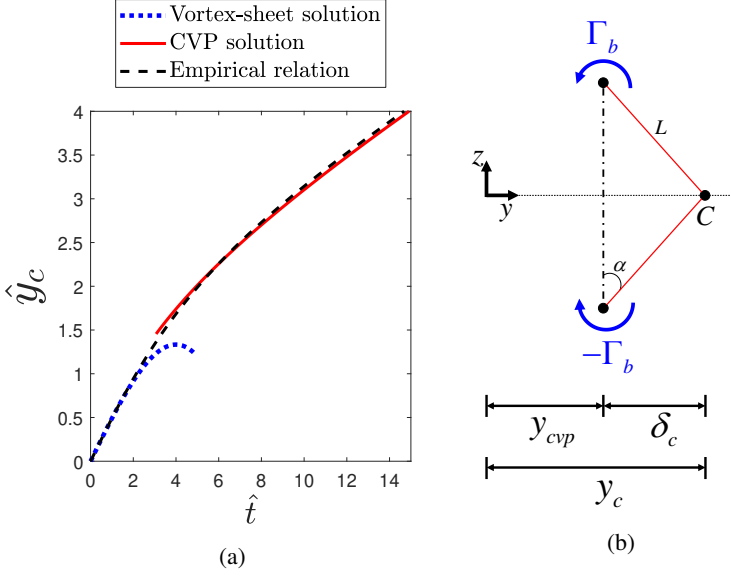 Vortex-sheet solution
CVP solution
Empirical relation
4
3.5
3
2.5
2
1.5
1
0.5
0
0 2 4 6 8 10 12 14
ŷ_c
t̂
(a)
Γ_b
L
z
y
C
α
−Γ_b
y_cvp
δ_c
y_c
(b)